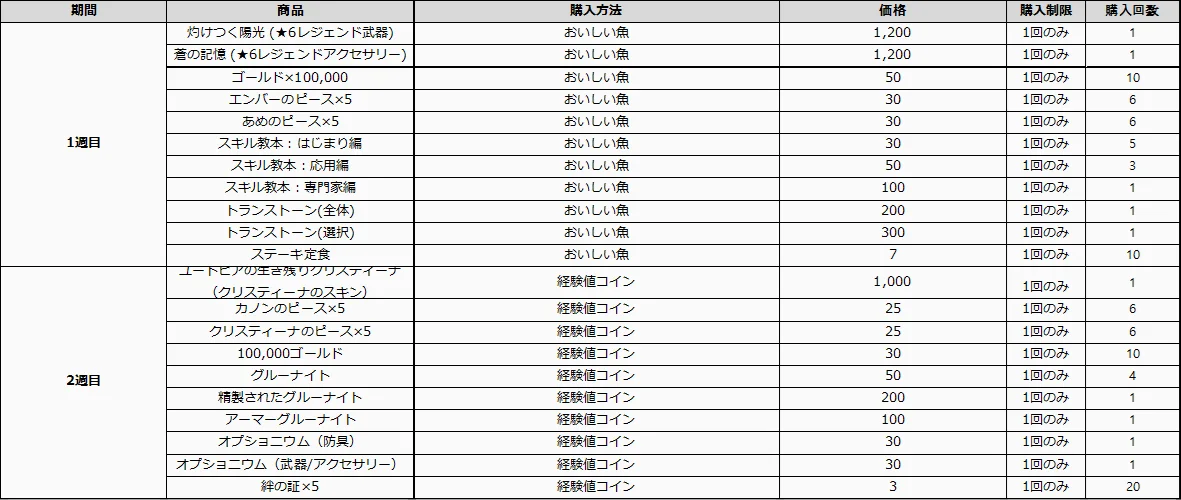 期間 商品 購入方法 価格 購入制限 購入回数
1週目
灼けつく陽光 (★6レジェンド武器) おいしい魚 1,200 1回のみ 1
蒼の記憶 (★6レジェンドアクセサリー) おいしい魚 1,200 1回のみ 1
ゴールド×100,000 おいしい魚 50 1回のみ 10
エンバーのピース×5 おいしい魚 30 1回のみ 6
あめのピース×5 おいしい魚 30 1回のみ 6
スキル教本：はじまり編 おいしい魚 30 1回のみ 5
スキル教本：応用編 おいしい魚 50 1回のみ 3
スキル教本：専門家編 おいしい魚 100 1回のみ 1
トランストーン(全体) おいしい魚 200 1回のみ 1
トランストーン(選択) おいしい魚 300 1回のみ 1
ステーキ定食 おいしい魚 7 1回のみ 10
2週目
ユートピアの生き残りクリスティーナ
（クリスティーナのスキン） 経験値コイン 1,000 1回のみ 1
カノンのピース×5 経験値コイン 25 1回のみ 6
クリスティーナのピース×5 経験値コイン 25 1回のみ 6
100,000ゴールド 経験値コイン 30 1回のみ 10
グルーナイト 経験値コイン 50 1回のみ 4
精製されたグルーナイト 経験値コイン 200 1回のみ 1
アーマーグルーナイト 経験値コイン 100 1回のみ 1
オプショニウム（防具） 経験値コイン 30 1回のみ 1
オプショニウム（武器/アクセサリー） 経験値コイン 30 1回のみ 1
絆の証×5 経験値コイン 3 1回のみ 20